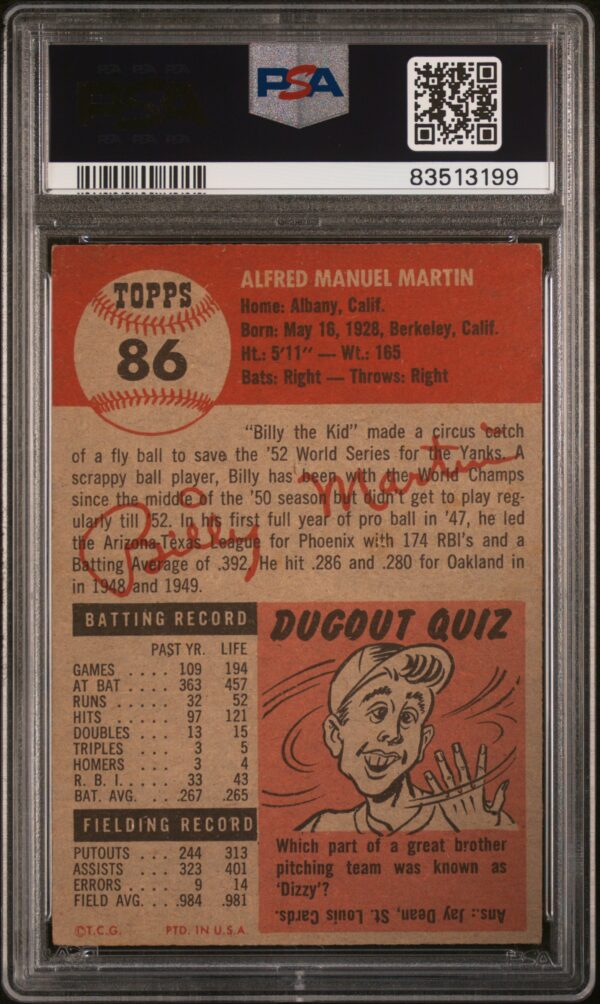 PSA
PSA
83513199
TOPPS
86
ALFRED MANUEL MARTIN
Home: Albany, Calif.
Born: May 16, 1928, Berkeley, Calif.
Ht.: 5'11" — Wt.: 165
Bats: Right — Throws: Right
"Billy the Kid" made a circus catch
of a fly ball to save the '52 World Series for the Yanks. A
scrappy ball player, Billy has been with the World Champs
since the middle of the '50 season but didn't get to play reg-
ularly till '52. In his first full year of pro ball in '47, he led
the Arizona-Texas League for Phoenix with 174 RBI's and a
Batting Average of .392. He hit .286 and .280 for Oakland in
in 1948 and 1949.
Billy Martin
BATTING RECORD
PAST YR. LIFE
GAMES .... 109 194
AT BAT .... 363 457
RUNS ..... 32 52
HITS ...... 97 121
DOUBLES ... 13 15
TRIPLES ... 3 5
HOMERS ... 3 4
R. B. I. .... 33 43
BAT. AVG. ... .267 .265
FIELDING RECORD
PUTOUTS ... 244 313
ASSISTS .... 323 401
ERRORS .... 9 14
FIELD AVG. ... .984 .981
©T.C.G. PTD. IN U.S.A.
DUGOUT QUIZ
Which part of a great brother
pitching team was known as
'Dizzy'?
Ans.: Jay Dean, St. Louis Cards.